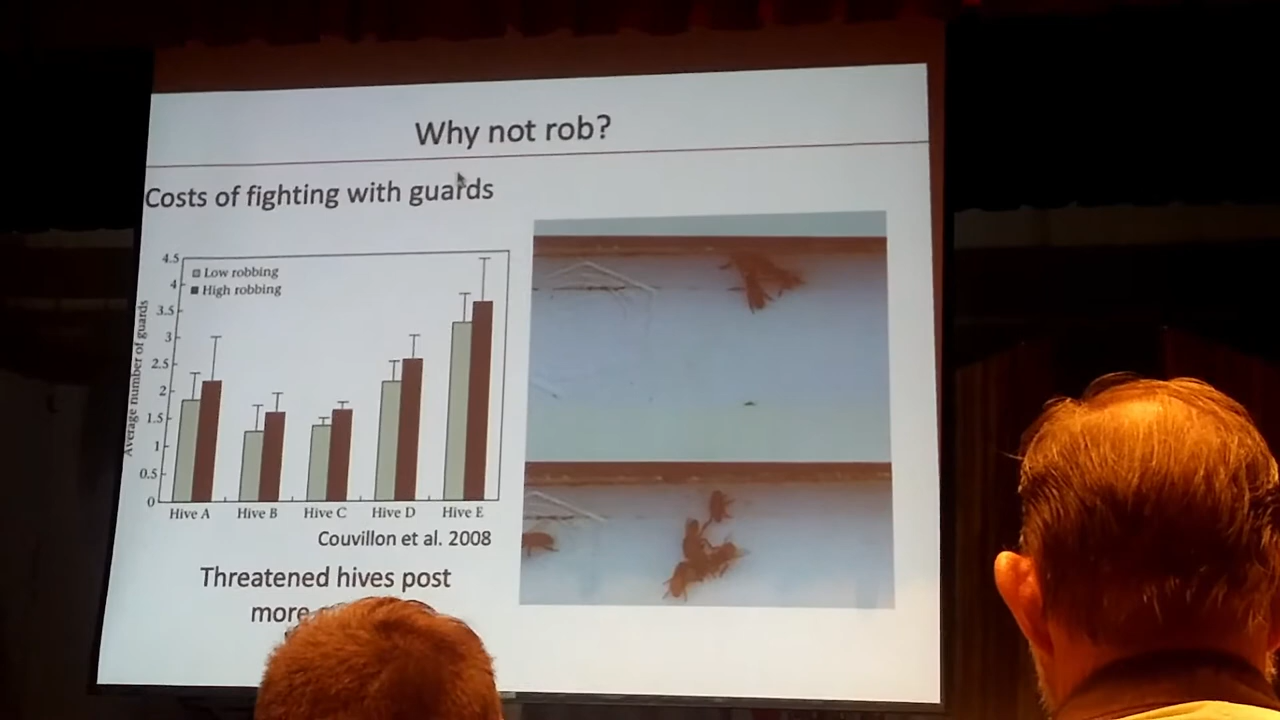 Why not rob?
Costs of fighting with guards
4.5
4
3.5
3
2.5
2
1.5
1
0.5
0
Average number of guards
Low robbing
High robbing
Hive A Hive B Hive C Hive D Hive E
Couvillon et al. 2008
Threatened hives post
more